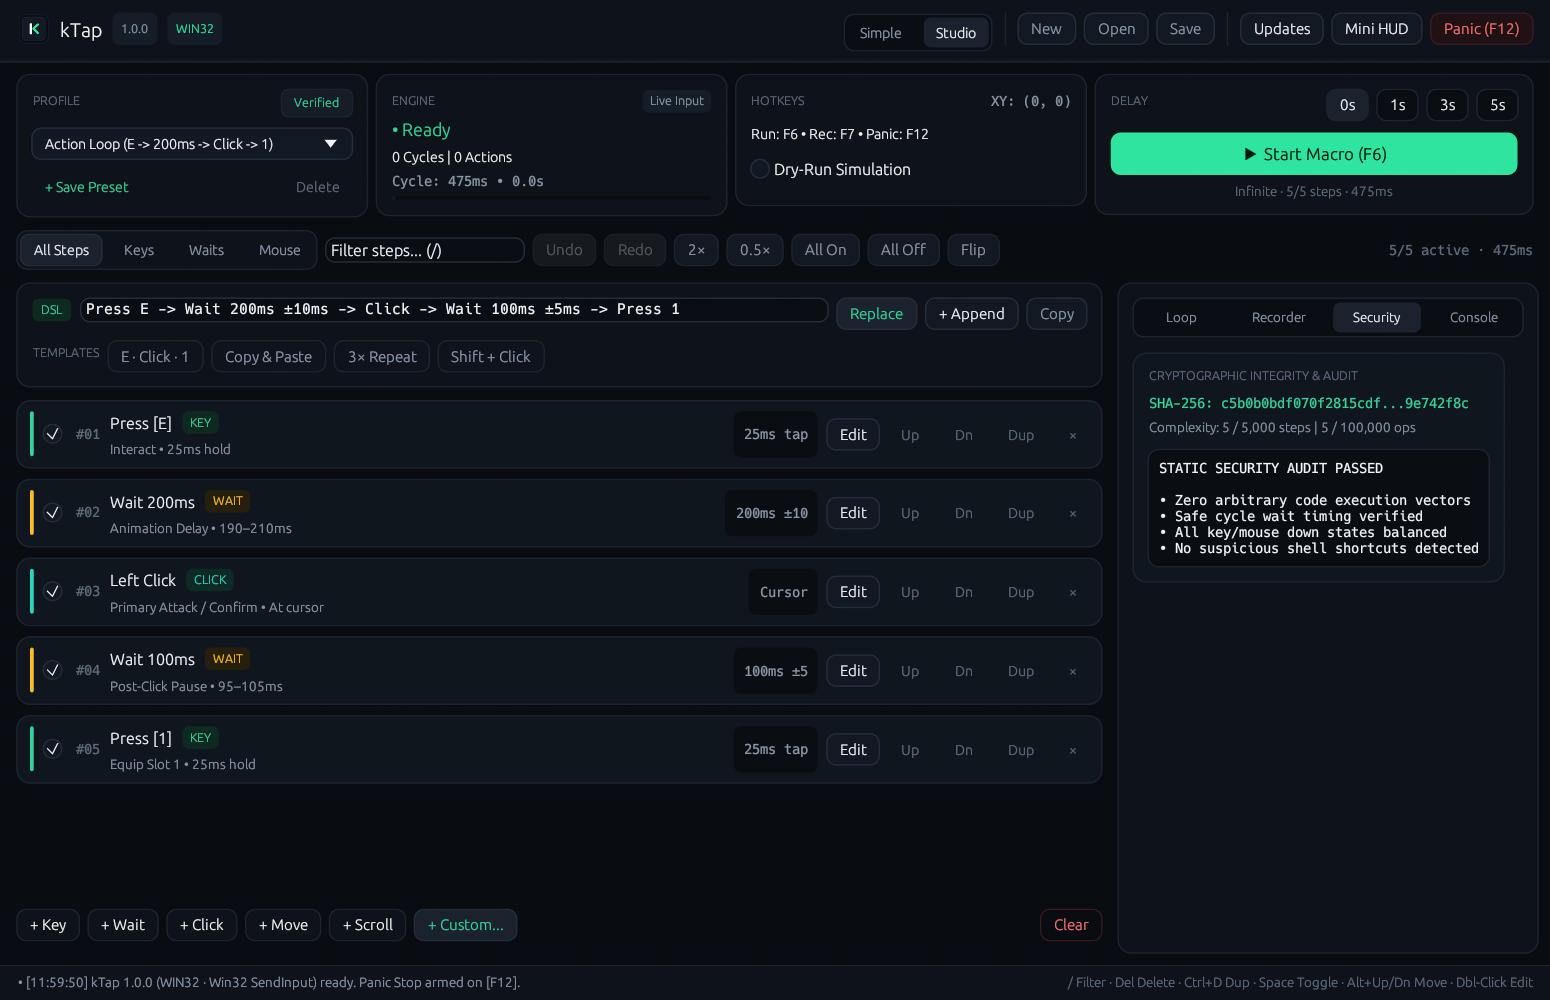 kTap 1.0.0 WIN32 Simple Studio New Open Save Updates Mini HUD Panic (F12)
PROFILE Verified
Action Loop (E -> 200ms -> Click -> 1) ▼
+ Save Preset Delete
ENGINE Live Input
• Ready
0 Cycles | 0 Actions
Cycle: 475ms • 0.0s
HOTKEYS XY: (0, 0)
Run: F6 • Rec: F7 • Panic: F12
Dry-Run Simulation
DELAY 0s 1s 3s 5s
▶ Start Macro (F6)
Infinite · 5/5 steps · 475ms
All Steps Keys Waits Mouse Filter steps... (/) Undo Redo 2× 0.5× All On All Off Flip 5/5 active · 475ms
DSL Press E -> Wait 200ms ±10ms -> Click -> Wait 100ms ±5ms -> Press 1 Replace + Append Copy
TEMPLATES E · Click · 1 Copy & Paste 3× Repeat Shift + Click
#01 Press [E] KEY 25ms tap Edit Up Dn Dup ×
Interact • 25ms hold
#02 Wait 200ms WAIT 200ms ±10 Edit Up Dn Dup ×
Animation Delay • 190–210ms
#03 Left Click CLICK Cursor Edit Up Dn Dup ×
Primary Attack / Confirm • At cursor
#04 Wait 100ms WAIT 100ms ±5 Edit Up Dn Dup ×
Post-Click Pause • 95–105ms
#05 Press [1] KEY 25ms tap Edit Up Dn Dup ×
Equip Slot 1 • 25ms hold
+ Key + Wait + Click + Move + Scroll + Custom... Clear
Loop Recorder Security Console
CRYPTOGRAPHIC INTEGRITY & AUDIT
SHA-256: c5b0b0bdf070f2815cdf...9e742f8c
Complexity: 5 / 5,000 steps | 5 / 100,000 ops
STATIC SECURITY AUDIT PASSED
• Zero arbitrary code execution vectors
• Safe cycle wait timing verified
• All key/mouse down states balanced
• No suspicious shell shortcuts detected
• [11:59:50] kTap 1.0.0 (WIN32 · Win32 SendInput) ready. Panic Stop armed on [F12].
/ Filter · Del Delete · Ctrl+D Dup · Space Toggle · Alt+Up/Dn Move · Dbl-Click Edit